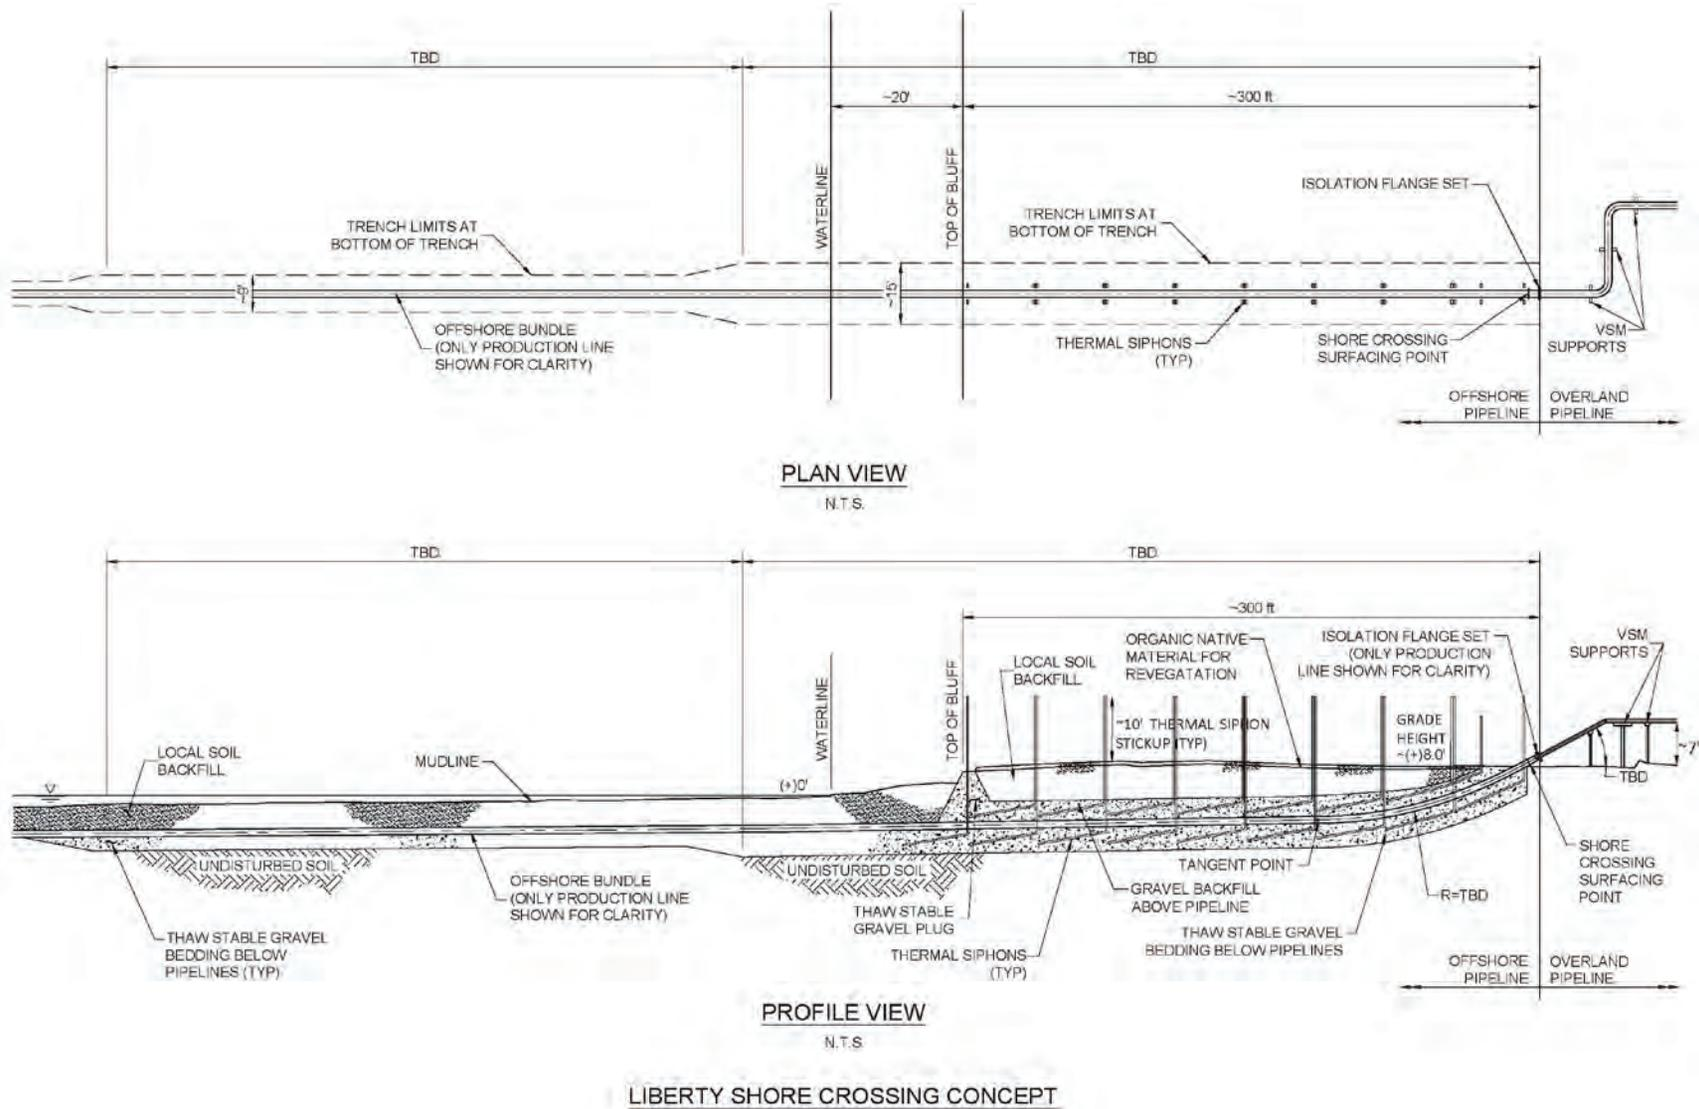 TBD
TBD
~20'
~300 ft
WATERLINE
TOP OF BLUFF
ISOLATION FLANGE SET
TRENCH LIMITS AT
BOTTOM OF TRENCH
TRENCH LIMITS AT
BOTTOM OF TRENCH
~15'
OFFSHORE BUNDLE
(ONLY PRODUCTION LINE
SHOWN FOR CLARITY)
THERMAL SIPHONS
(TYP)
SHORE CROSSING
SURFACING POINT
VSM
SUPPORTS
OFFSHORE
PIPELINE
OVERLAND
PIPELINE
PLAN VIEW
N.T.S.
TBD
TBD
~300 ft
WATERLINE
TOP OF BLUFF
LOCAL SOIL
BACKFILL
ORGANIC NATIVE
MATERIAL FOR
REVEGATATION
ISOLATION FLANGE SET
(ONLY PRODUCTION
LINE SHOWN FOR CLARITY)
VSM
SUPPORTS
~10' THERMAL SIPHON
STICKUP (TYP)
GRADE
HEIGHT
~(+)8.0'
~7'
TBD
LOCAL SOIL
BACKFILL
MUDLINE
(+)0'
UNDISTURBED SOIL
UNDISTURBED SOIL
OFFSHORE BUNDLE
(ONLY PRODUCTION LINE
SHOWN FOR CLARITY)
THAW STABLE GRAVEL
BEDDING BELOW
PIPELINES (TYP)
THAW STABLE
GRAVEL PLUG
THERMAL SIPHONS
(TYP)
TANGENT POINT
GRAVEL BACKFILL
ABOVE PIPELINE
THAW STABLE GRAVEL
BEDDING BELOW PIPELINES
R=TBD
SHORE
CROSSING
SURFACING
POINT
OFFSHORE
PIPELINE
OVERLAND
PIPELINE
PROFILE VIEW
N.T.S.
LIBERTY SHORE CROSSING CONCEPT